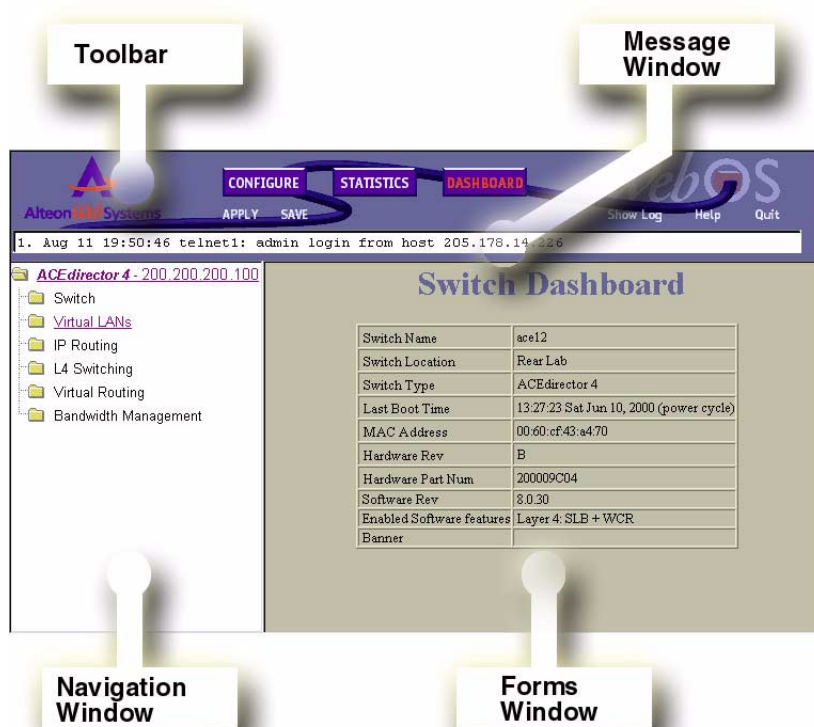 Toolbar
Message
Window
CONFIGURE STATISTICS DASHBOARD
webOS
Alteon WebSystems
APPLY SAVE
Show Log Help Quit
1. Aug 11 19:50:46 telnet1: admin login from host 205.178.14.226
ACEdirector 4 - 200.200.200.100
Switch
Virtual LANs
IP Routing
L4 Switching
Virtual Routing
Bandwidth Management
Switch Dashboard
Switch Name ace12
Switch Location Rear Lab
Switch Type ACEdirector 4
Last Boot Time 13:27:23 Sat Jun 10, 2000 (power cycle)
MAC Address 00:60:cf:43:a4:70
Hardware Rev B
Hardware Part Num 200009C04
Software Rev 8.0.30
Enabled Software features Layer 4: SLB + WCR
Banner
Navigation
Window
Forms
Window